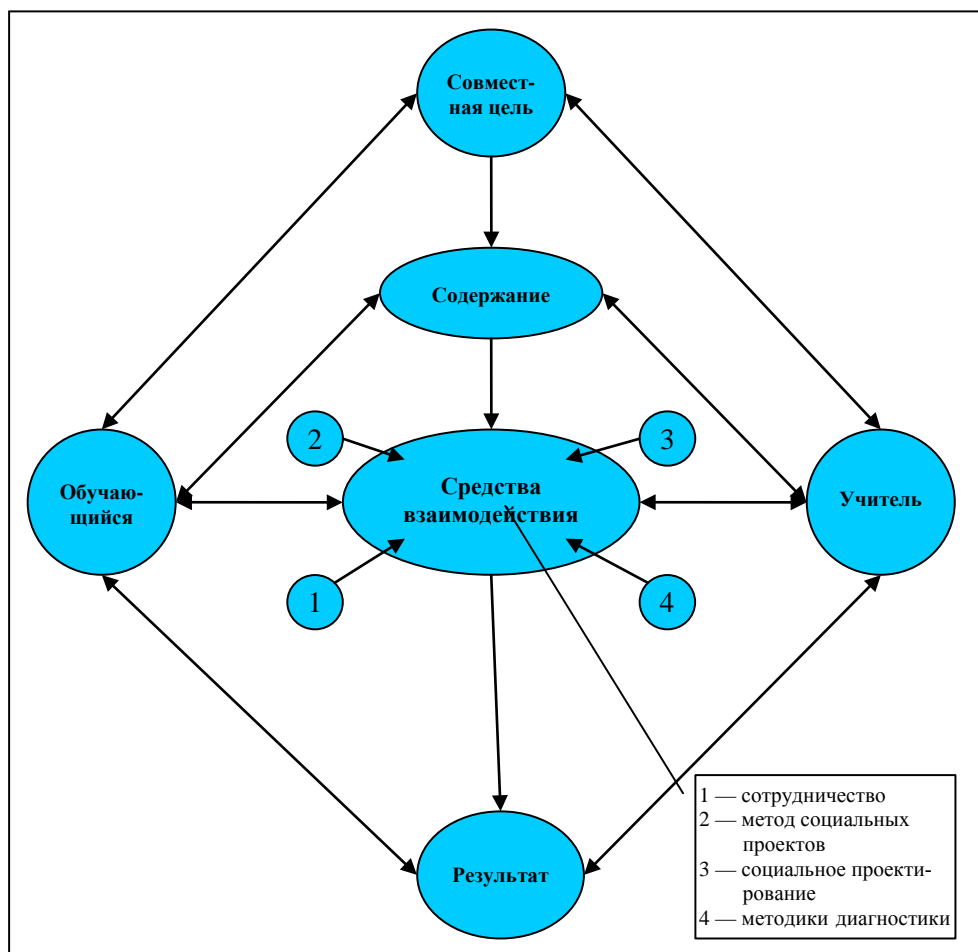 Совмест-
ная цель
Содержание
2
3
Обучаю-
щийся
Средства
взаимодействия
Учитель
1
4
Результат
1 — сотрудничество
2 — метод социальных
проектов
3 — социальное проекти-
рование
4 — методики диагностики